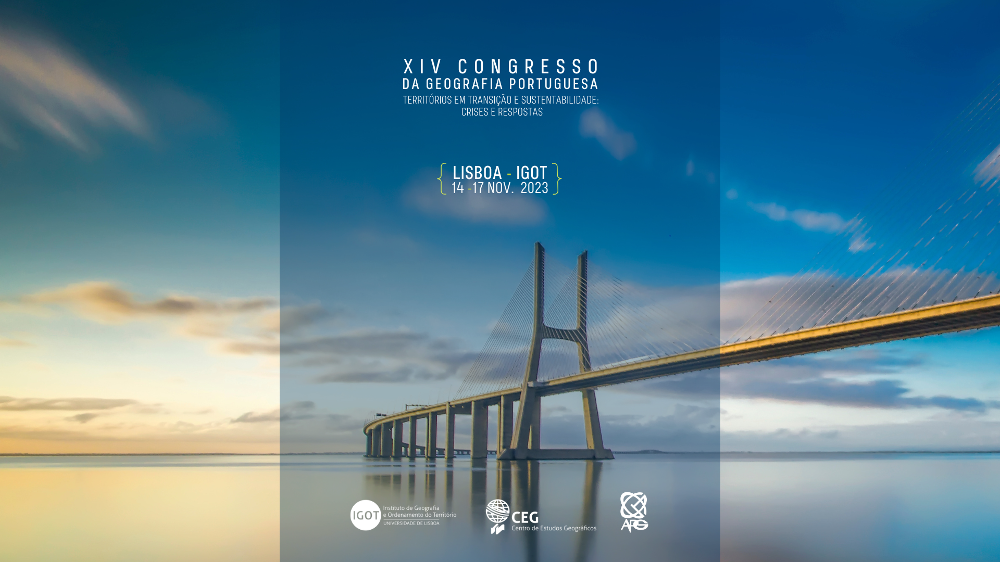 XIV CONGRESSO
DA GEOGRAFIA PORTUGUESA
TERRITÓRIOS EM TRANSIÇÃO E SUSTENTABILIDADE:
CRISES E RESPOSTAS
{ LISBOA - IGOT
14 -17 NOV. 2023 }
IGOT
Instituto de Geografia
e Ordenamento do Território
UNIVERSIDADE DE LISBOA
CEG
Centro de Estudos Geográficos
APG